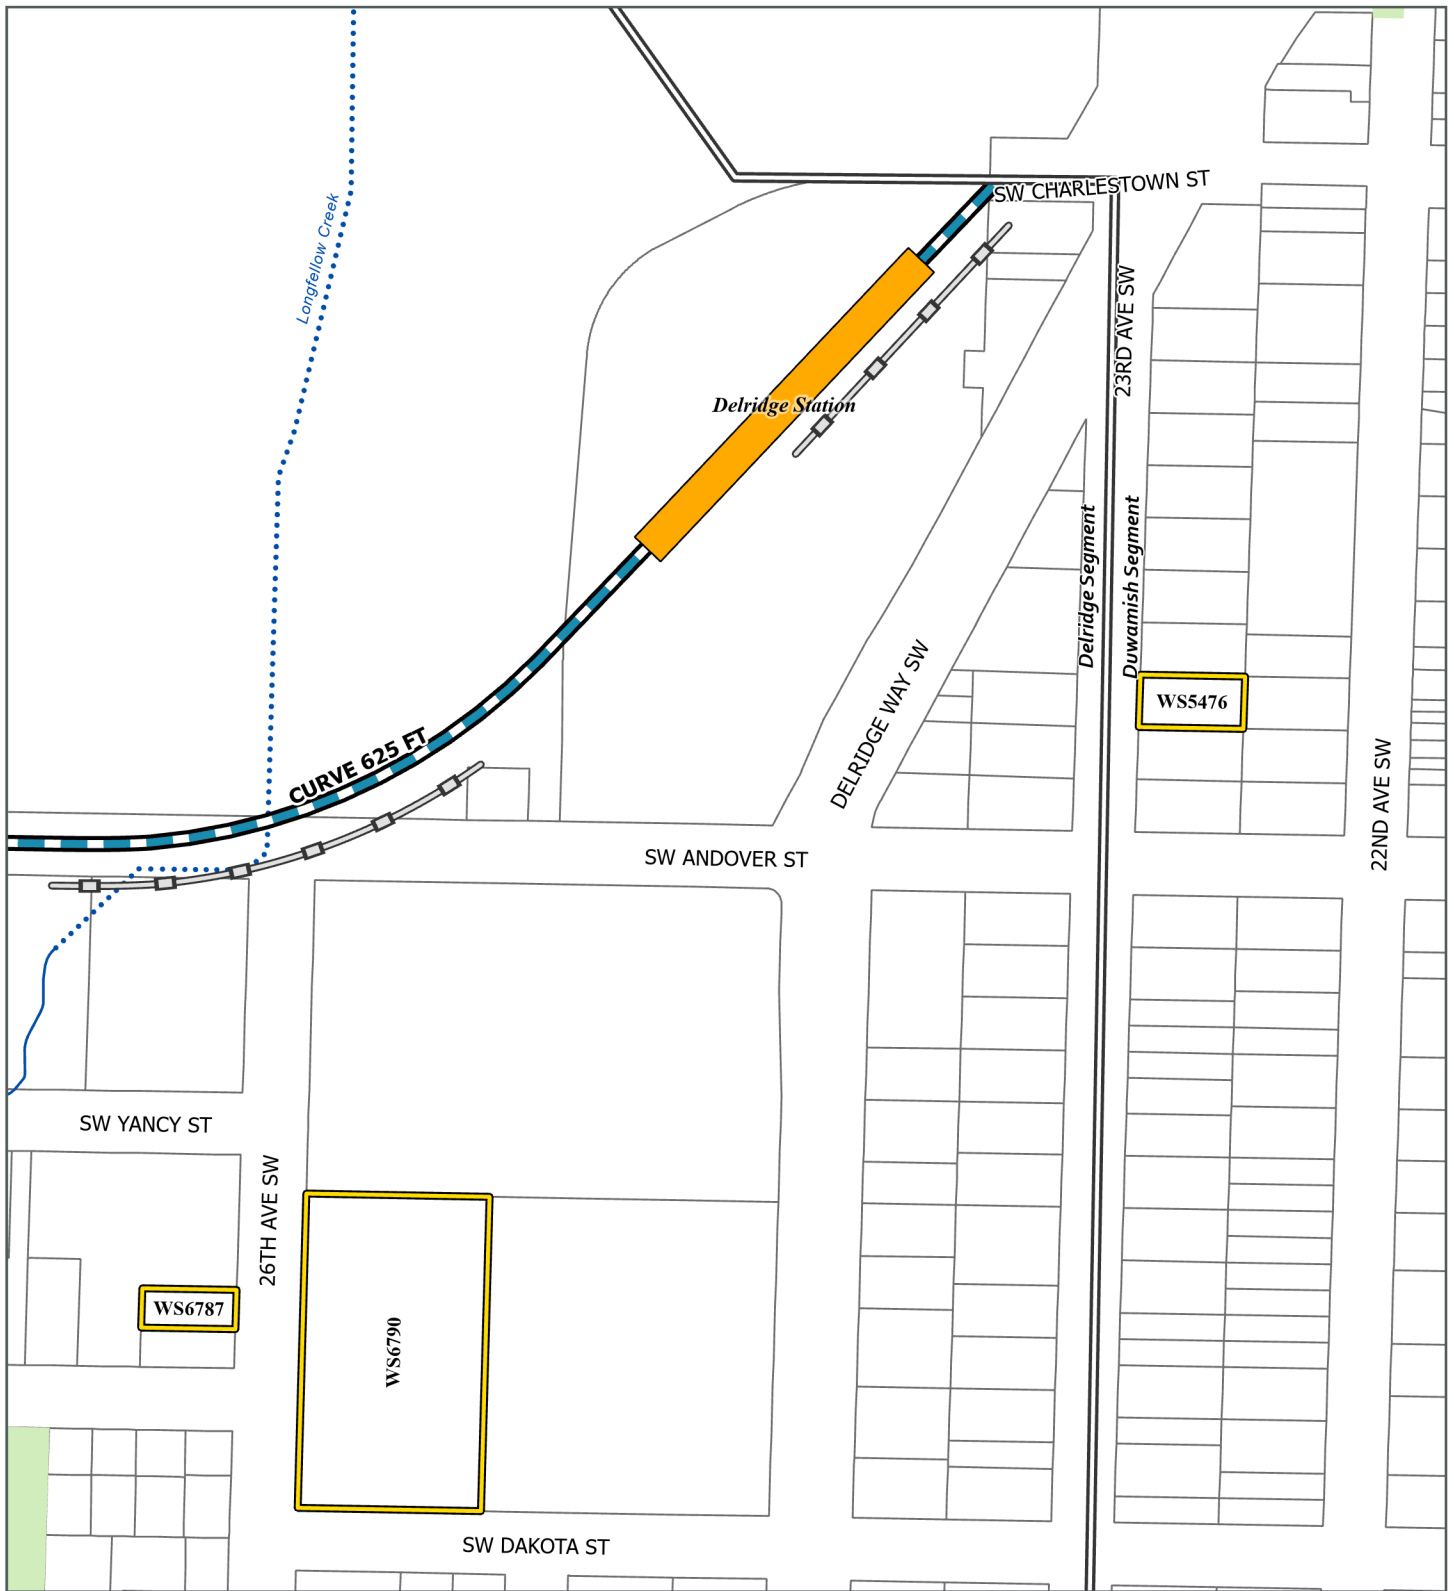 SW CHARLESTOWN ST
Longfellow Creek
23RD AVE SW
Delridge Station
Delridge Segment
Duwamish Segment
DELRIDGE WAY SW
WS5476
CURVE 625 FT
22ND AVE SW
SW ANDOVER ST
SW YANCY ST
26TH AVE SW
WS6787
WS6790
SW DAKOTA ST